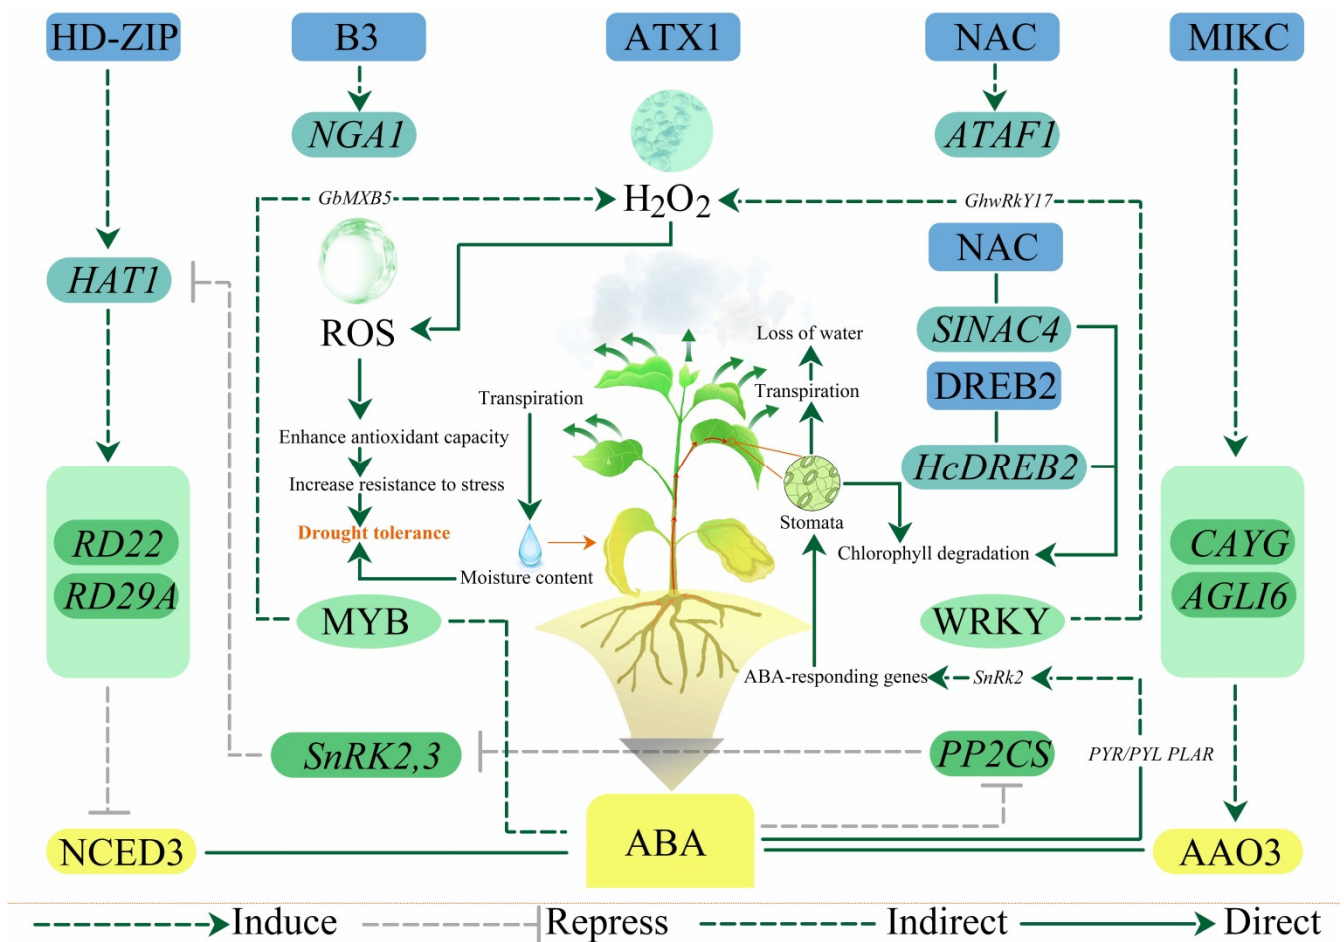 HD-ZIP
B3
ATX1
NAC
MIKC
NGA1
ATAF1
GbMXB5
H₂O₂
GhwRkY17
NAC
HAT1
ROS
Loss of water
SINAC4
Transpiration
Transpiration
DREB2
Enhance antioxidant capacity
HcDREB2
Increase resistance to stress
Stomata
Drought tolerance
RD22
CAYG
Chlorophyll degradation
Moisture content
RD29A
AGLI6
MYB
WRKY
ABA-responding genes
SnRk2
SnRK2,3
PP2CS
PYR/PYL PLAR
NCED3
ABA
AAO3
Induce
Repress
Indirect
Direct